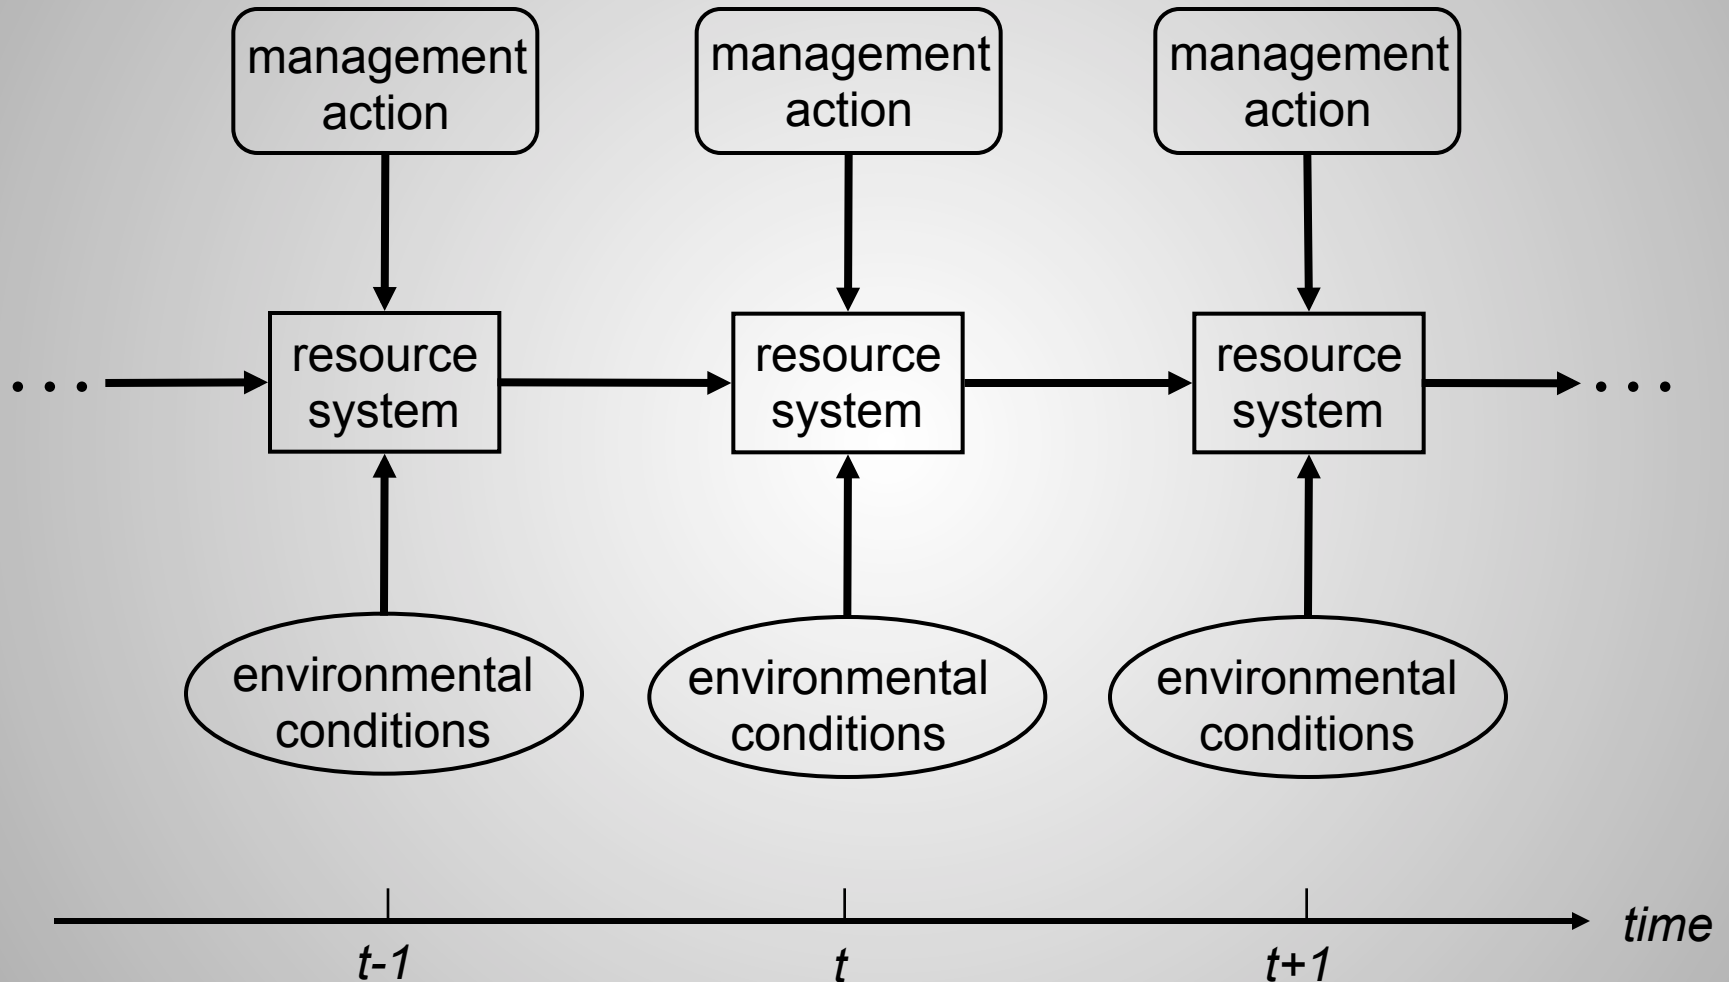 management
action
management
action
management
action
. . .
resource
system
resource
system
resource
system
. . .
environmental
conditions
environmental
conditions
environmental
conditions
time
t-1
t
t+1